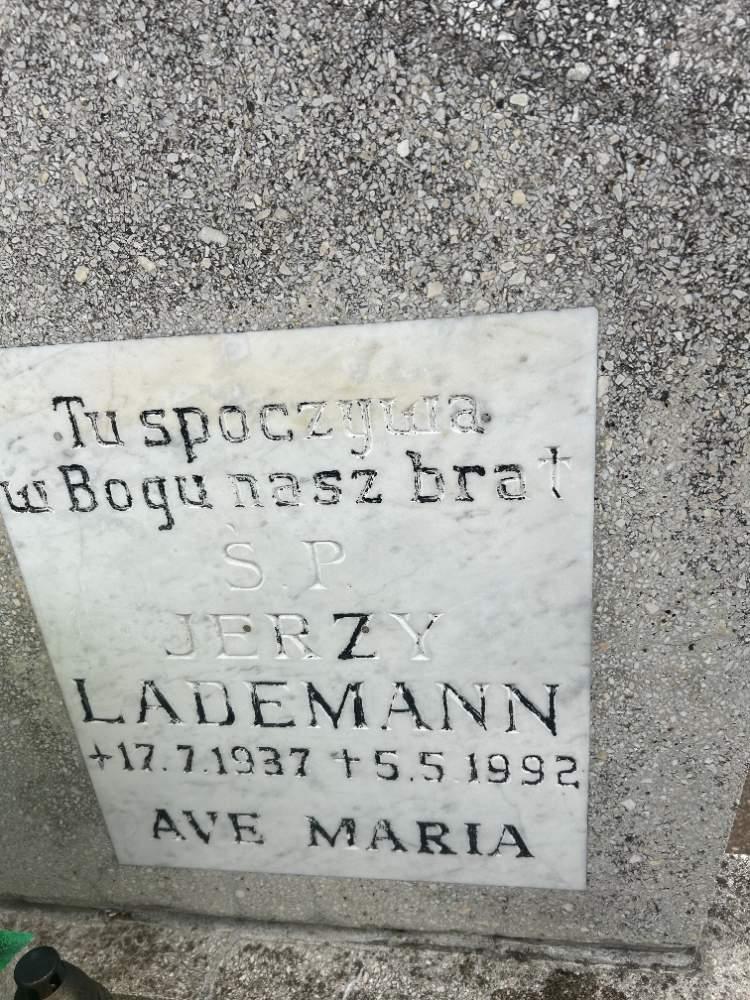 Tu spoczywa
w Bogu nasz brat
Ś.P.
JERZY
LADEMANN
+17.7.1937 †5.5.1992
AVE MARIA